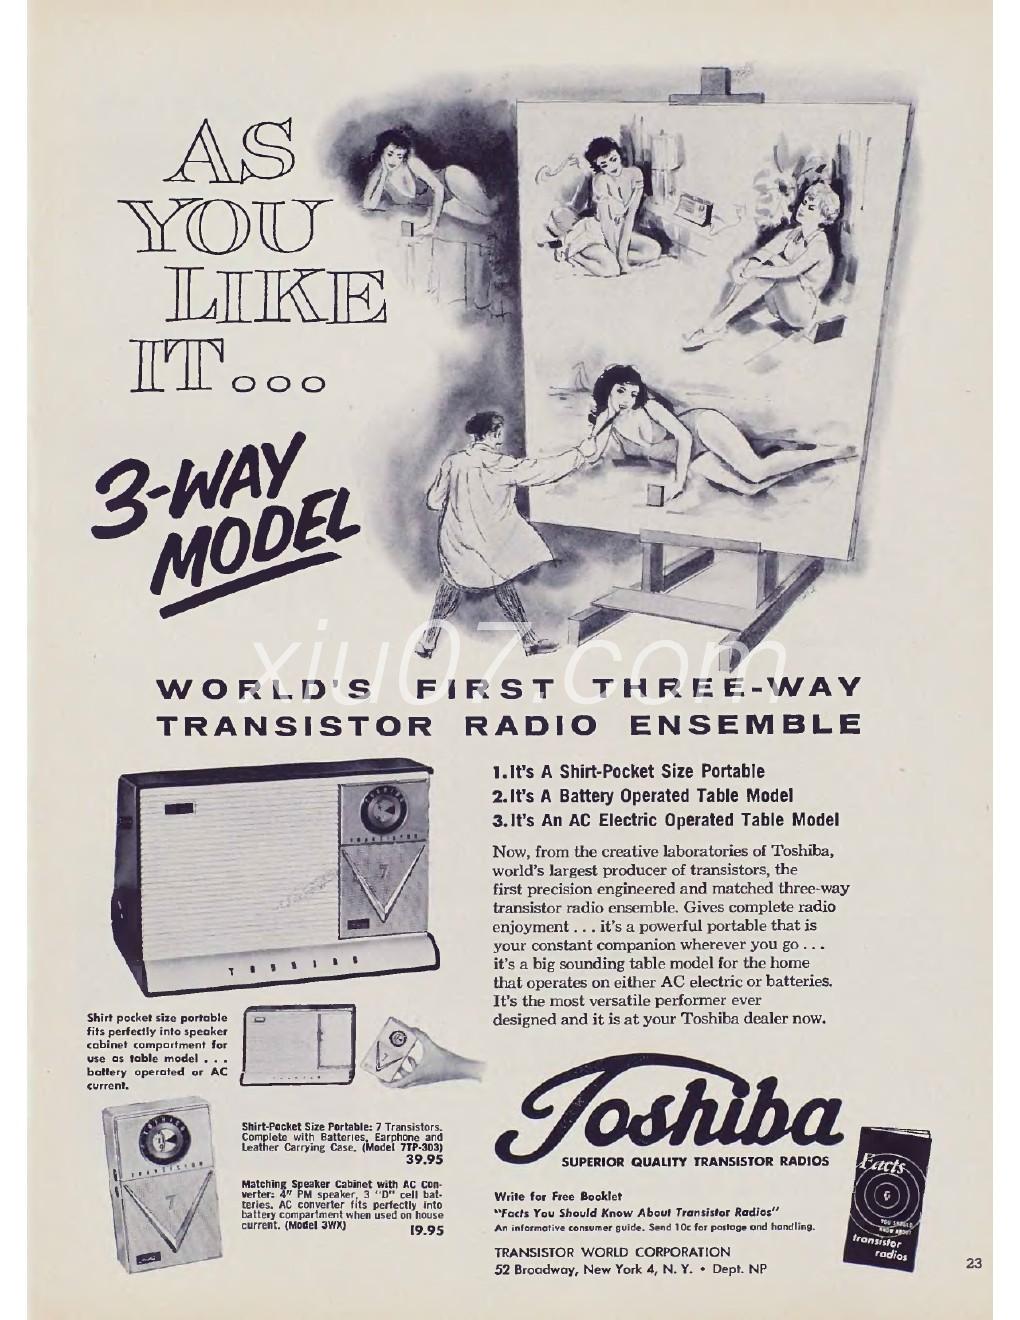 AS
YOU
LIKE
IT...
3-WAY
MODEL
xiu07.com
WORLD'S FIRST THREE-WAY
TRANSISTOR RADIO ENSEMBLE
1. It's A Shirt-Pocket Size Portable
2. It's A Battery Operated Table Model
3. It's An AC Electric Operated Table Model
Now, from the creative laboratories of Toshiba,
world's largest producer of transistors, the
first precision engineered and matched three-way
transistor radio ensemble. Gives complete radio
enjoyment . . . it's a powerful portable that is
your constant companion wherever you go . . .
it's a big sounding table model for the home
that operates on either AC electric or batteries.
It's the most versatile performer ever
designed and it is at your Toshiba dealer now.
TOSHIBA
TRANSISTOR
7
TOSHIBA
Shirt pocket size portable
fits perfectly into speaker
cabinet compartment for
use as table model . . .
battery operated or AC
current.
TOSHIBA
TRANSISTOR
7
Shirt-Pocket Size Portable: 7 Transistors.
Complete with Batteries, Earphone and
Leather Carrying Case. (Model 7TP-303)
39.95
Matching Speaker Cabinet with AC Con-
verter: 4" PM speaker, 3 "D" cell bat-
teries. AC converter fits perfectly into
battery compartment when used on house
current. (Model 3WX)
19.95
Toshiba
SUPERIOR QUALITY TRANSISTOR RADIOS
Write for Free Booklet
"Facts You Should Know About Transistor Radios"
An informative consumer guide. Send 10c for postage and handling.
TRANSISTOR WORLD CORPORATION
52 Broadway, New York 4, N. Y. • Dept. NP
Facts
YOU SHOULD
KNOW ABOUT
transistor
radios
23